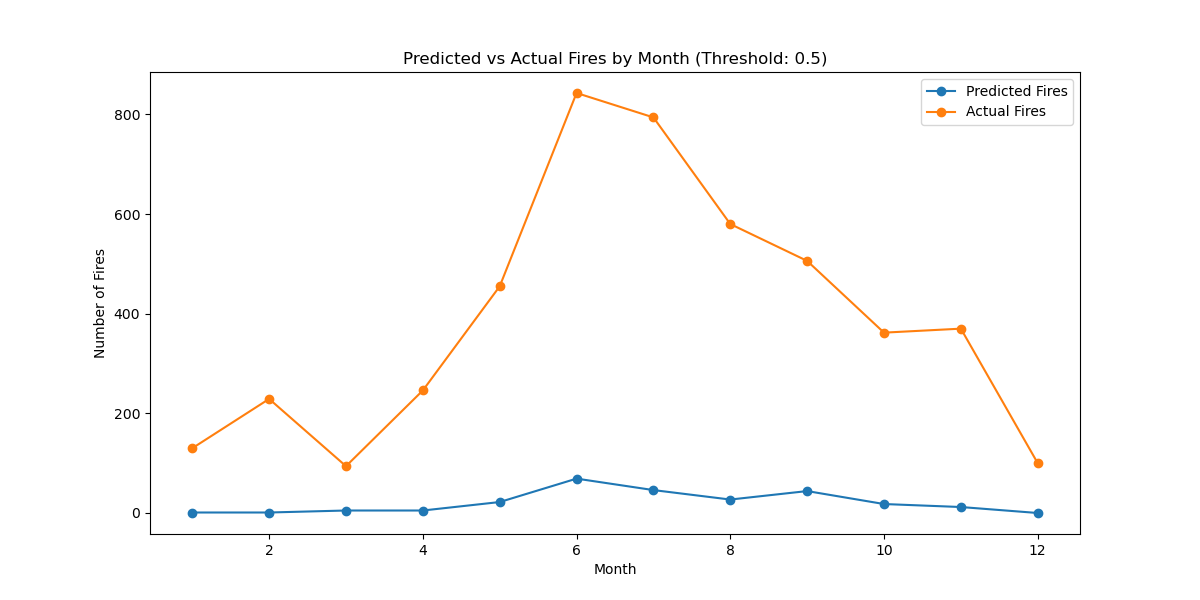 Predicted vs Actual Fires by Month (Threshold: 0.5)
Predicted Fires
Actual Fires
Number of Fires
800
600
400
200
0
2 4 6 8 10 12
Month